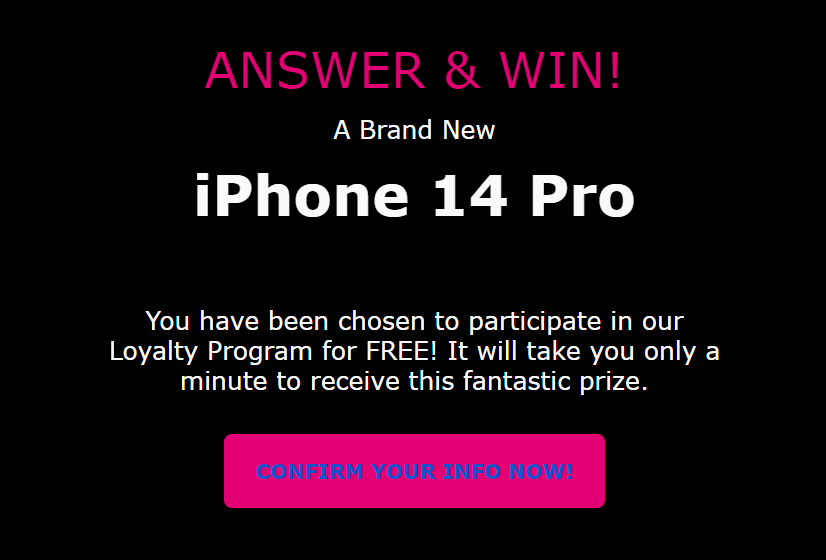 ANSWER & WIN!
A Brand New
iPhone 14 Pro
You have been chosen to participate in our
Loyalty Program for FREE! It will take you only a
minute to receive this fantastic prize.
CONFIRM YOUR INFO NOW!